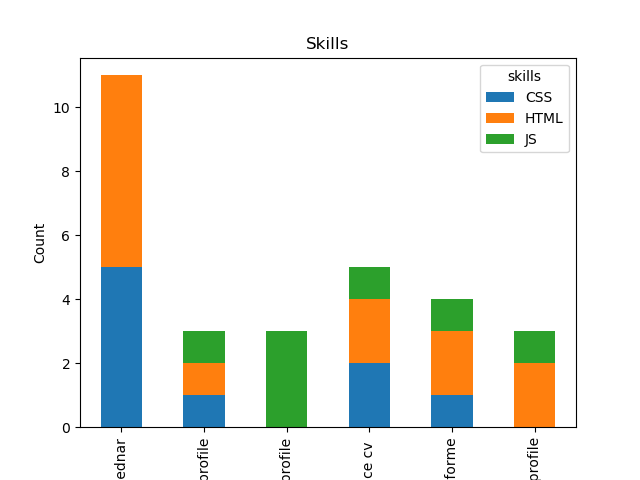 Skills
skills
CSS
HTML
JS
Count
10
8
6
4
2
0
ednar
profile
profile
ce cv
forme
profile